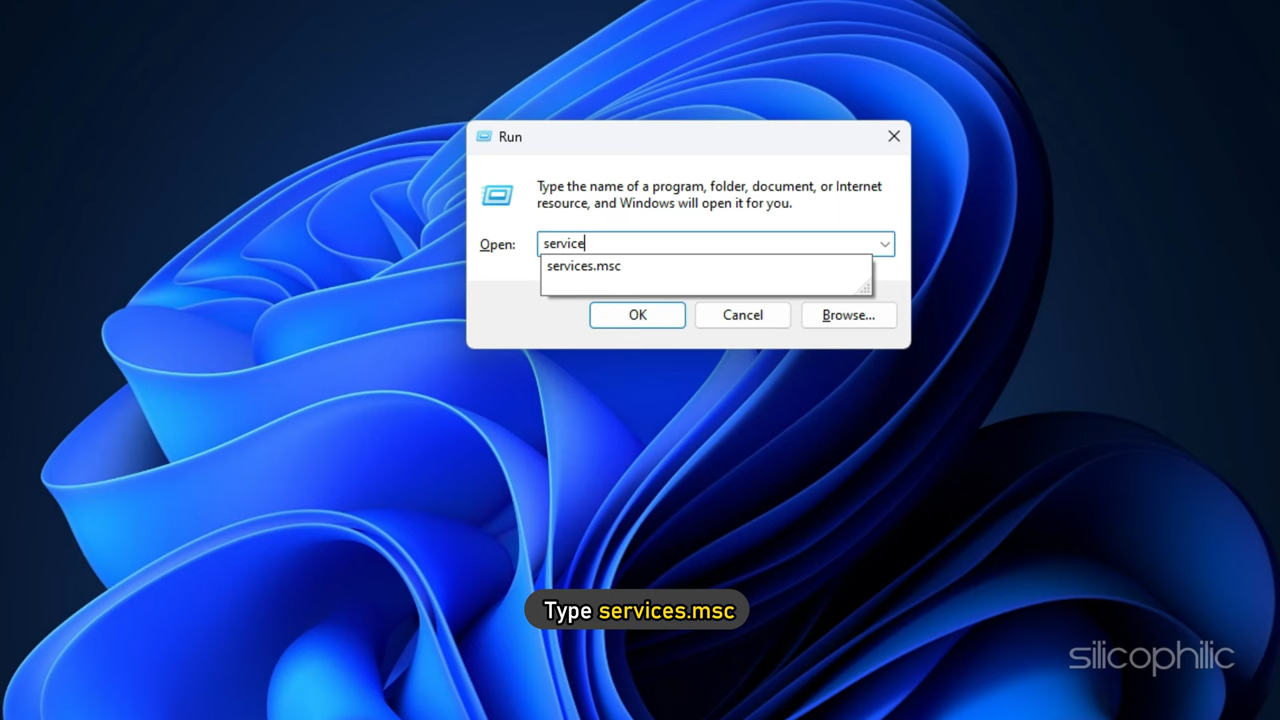 Run
Type the name of a program, folder, document, or Internet
resource, and Windows will open it for you.
Open: service
services.msc
OK Cancel Browse...
Type services.msc
silicophilic